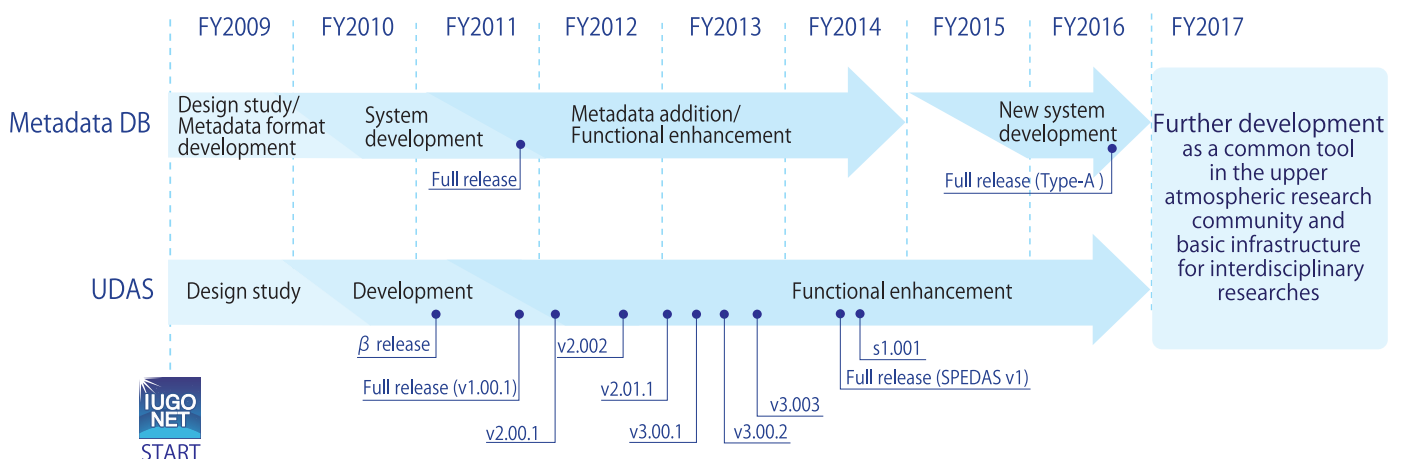 FY2009 FY2010 FY2011 FY2012 FY2013 FY2014 FY2015 FY2016 FY2017
Metadata DB
Design study/
Metadata format
development
System
development
Metadata addition/
Functional enhancement
New system
development
Full release
Full release (Type-A )
Further development
as a common tool
in the upper
atmospheric research
community and
basic infrastructure
for interdisciplinary
researches
UDAS
Design study
Development
Functional enhancement
β release
v2.002
s1.001
Full release (v1.00.1)
v2.01.1
Full release (SPEDAS v1)
v3.003
v2.00.1
v3.00.1
v3.00.2
IUGO
NET
START